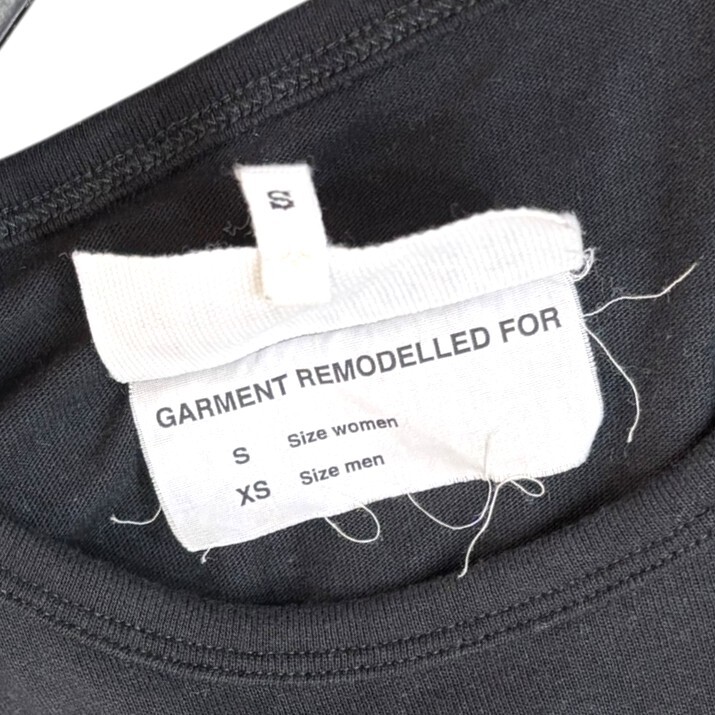 S
GARMENT REMODELLED FOR
S Size women
XS Size men